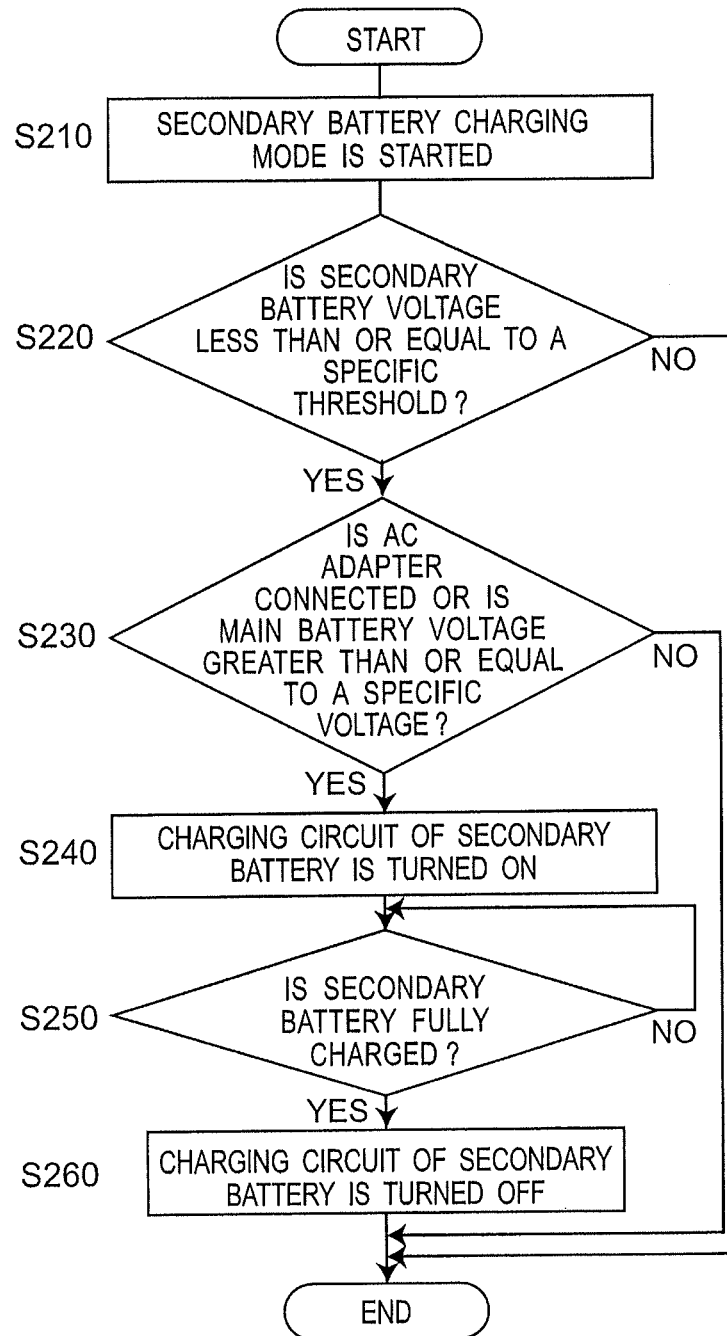 START
S210
SECONDARY BATTERY CHARGING
MODE IS STARTED
S220
IS SECONDARY
BATTERY VOLTAGE
LESS THAN OR EQUAL TO A
SPECIFIC
THRESHOLD ?
NO
YES
S230
IS AC
ADAPTER
CONNECTED OR IS
MAIN BATTERY VOLTAGE
GREATER THAN OR EQUAL
TO A SPECIFIC
VOLTAGE ?
NO
YES
S240
CHARGING CIRCUIT OF SECONDARY
BATTERY IS TURNED ON
S250
IS SECONDARY
BATTERY FULLY
CHARGED ?
NO
YES
S260
CHARGING CIRCUIT OF SECONDARY
BATTERY IS TURNED OFF
END